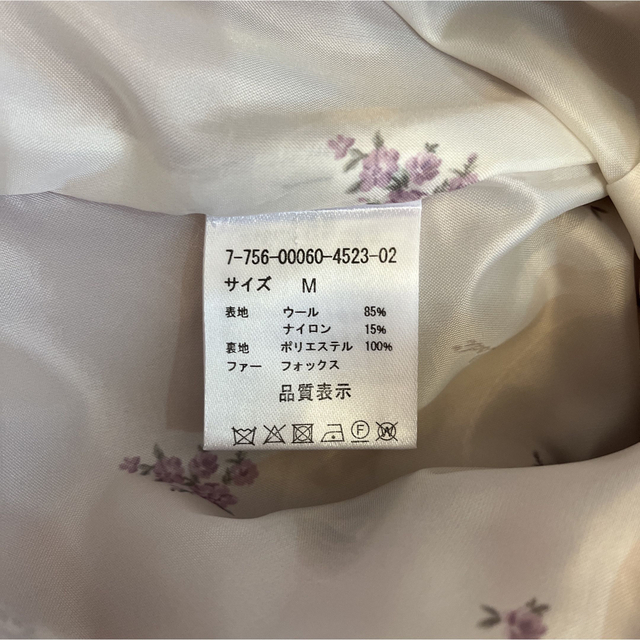 7-756-00060-4523-02
サイズ M
表地 ウール 85%
ナイロン 15%
裏地 ポリエステル 100%
ファー フォックス
品質表示
F W